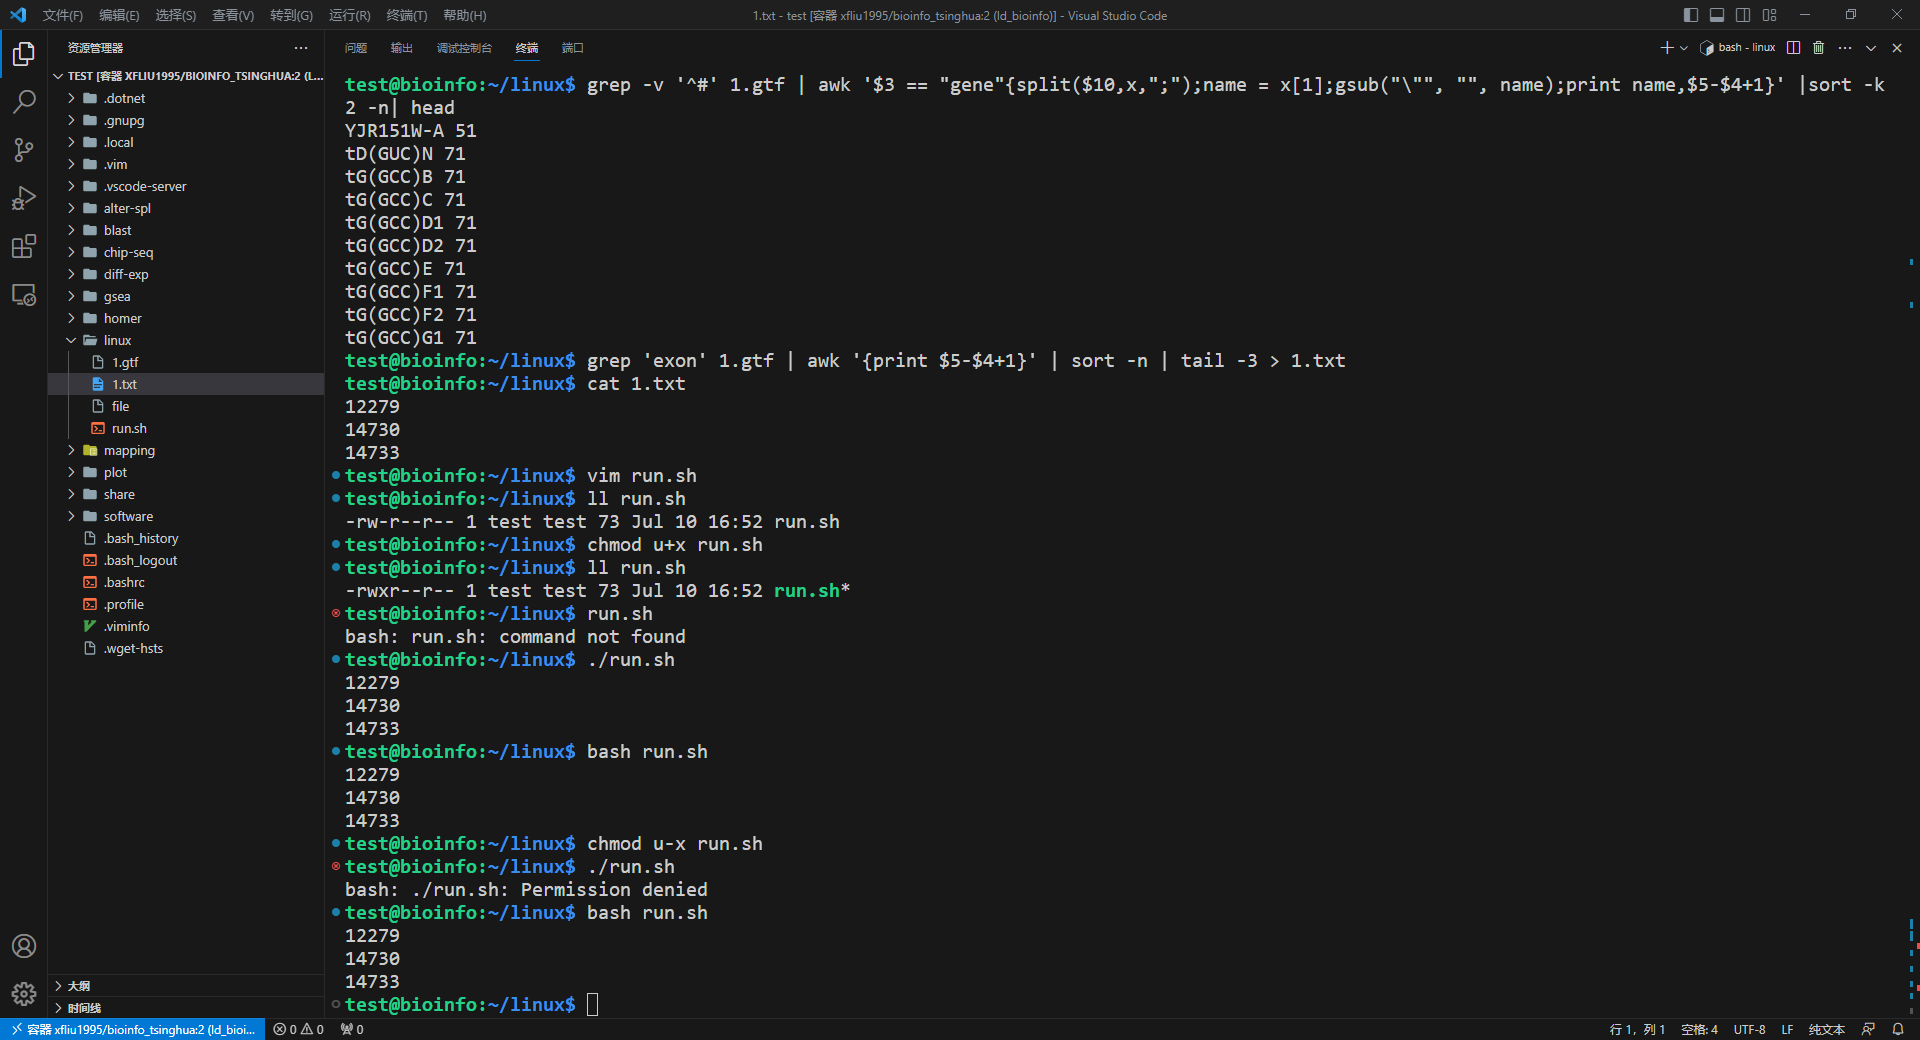 文件(F) 编辑(E) 选择(S) 查看(V) 转到(G) 运行(R) 终端(T) 帮助(H) 1.txt - test [容器 xfliu1995/bioinfo_tsinghua:2 (ld_bioinfo)] - Visual Studio Code
资源管理器 ···
TEST [容器 XFLIU1995/BIOINFO_TSINGHUA:2 (L...
.dotnet
.gnupg
.local
.vim
.vscode-server
alter-spl
blast
chip-seq
diff-exp
gsea
homer
linux
1.gtf
1.txt
file
run.sh
mapping
plot
share
software
.bash_history
.bash_logout
.bashrc
.profile
.viminfo
.wget-hsts
大纲
时间线
问题 输出 调试控制台 终端 端口 bash - linux
test@bioinfo:~/linux$ grep -v '^#' 1.gtf | awk '$3 == "gene"{split($10,x,";");name = x[1];gsub("\"", "", name);print name,$5-$4+1}' |sort -k
2 -n| head
YJR151W-A 51
tD(GUC)N 71
tG(GCC)B 71
tG(GCC)C 71
tG(GCC)D1 71
tG(GCC)D2 71
tG(GCC)E 71
tG(GCC)F1 71
tG(GCC)F2 71
tG(GCC)G1 71
test@bioinfo:~/linux$ grep 'exon' 1.gtf | awk '{print $5-$4+1}' | sort -n | tail -3 > 1.txt
test@bioinfo:~/linux$ cat 1.txt
12279
14730
14733
test@bioinfo:~/linux$ vim run.sh
test@bioinfo:~/linux$ ll run.sh
-rw-r--r-- 1 test test 73 Jul 10 16:52 run.sh
test@bioinfo:~/linux$ chmod u+x run.sh
test@bioinfo:~/linux$ ll run.sh
-rwxr--r-- 1 test test 73 Jul 10 16:52 run.sh*
test@bioinfo:~/linux$ run.sh
bash: run.sh: command not found
test@bioinfo:~/linux$ ./run.sh
12279
14730
14733
test@bioinfo:~/linux$ bash run.sh
12279
14730
14733
test@bioinfo:~/linux$ chmod u-x run.sh
test@bioinfo:~/linux$ ./run.sh
bash: ./run.sh: Permission denied
test@bioinfo:~/linux$ bash run.sh
12279
14730
14733
test@bioinfo:~/linux$
容器 xfliu1995/bioinfo_tsinghua:2 (ld_bioi... 0 0 0 行 1, 列 1 空格: 4 UTF-8 LF 纯文本